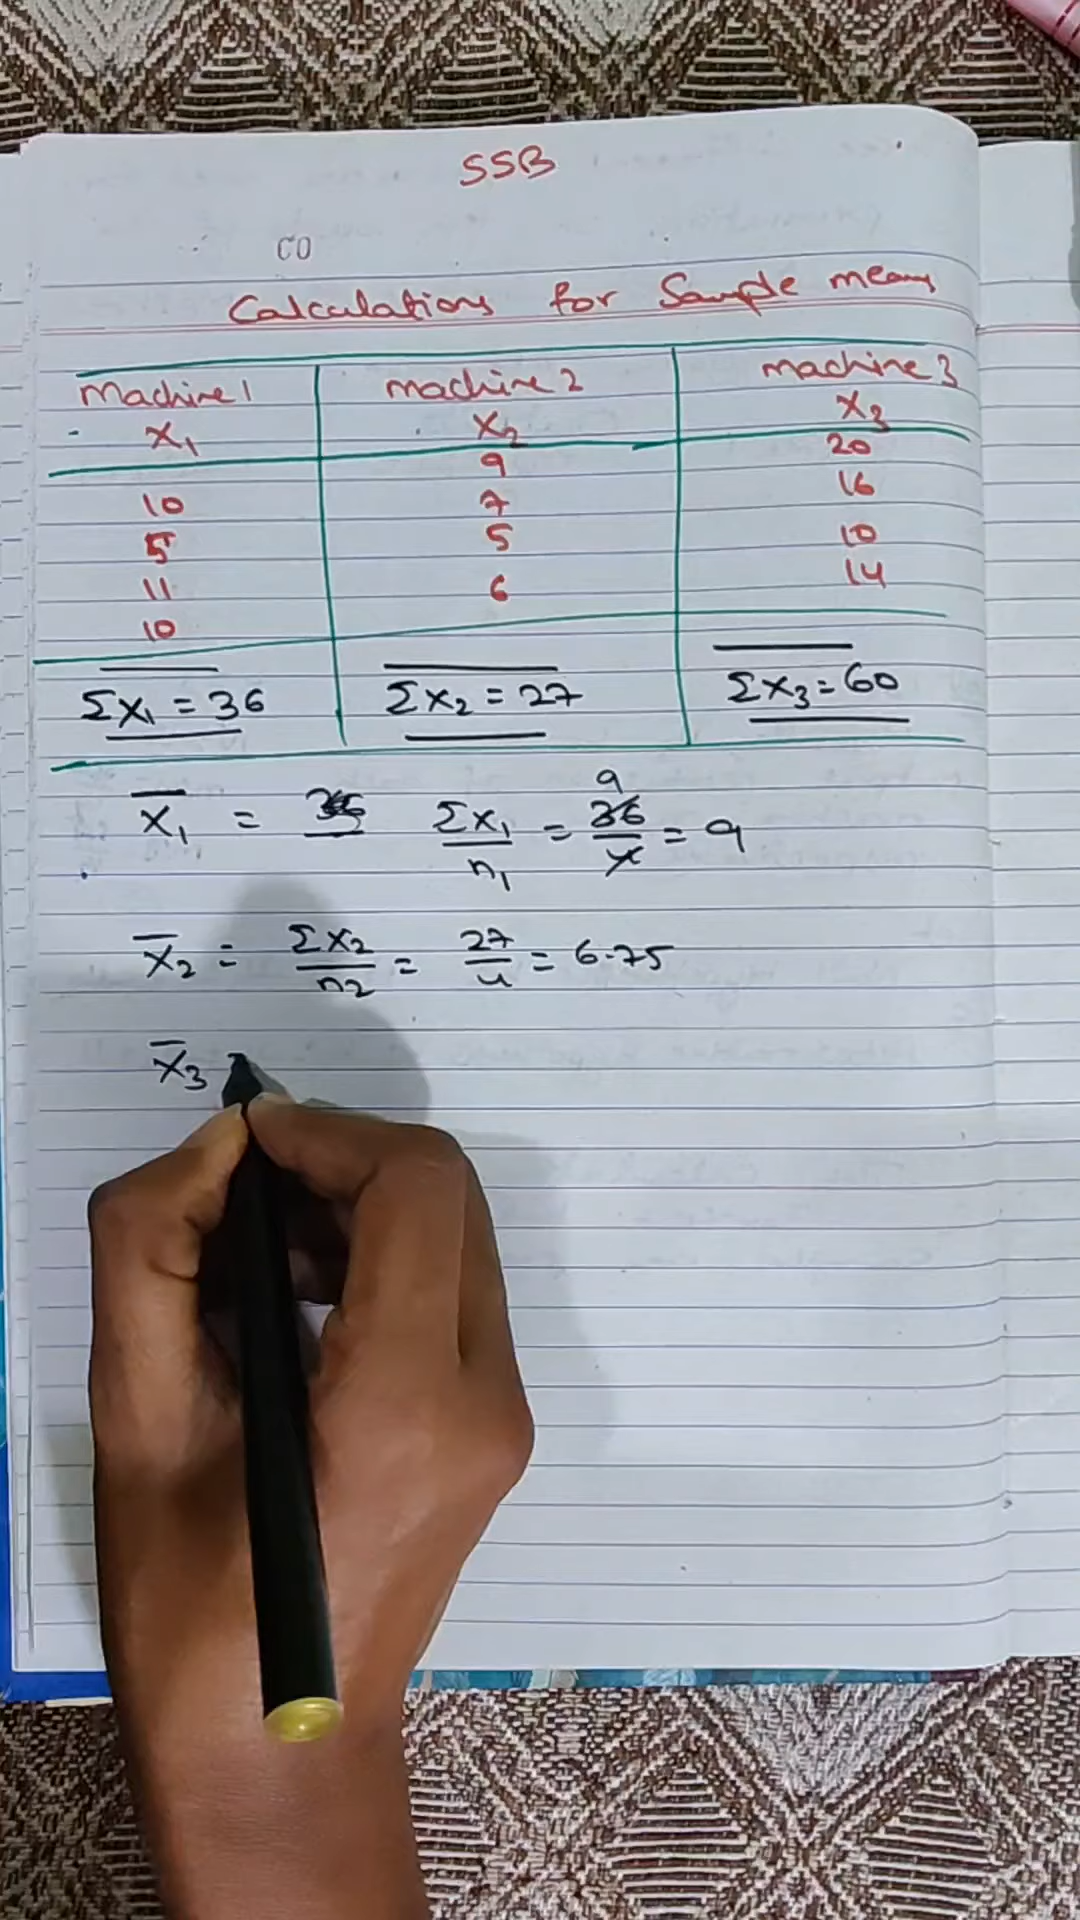 SSB
CO
Calculations for Sample means
Machine 1 machine 2 machine 3
X₁ X₂ X₃
10 9 20
5 7 16
11 5 10
10 6 14
ΣX₁ = 36 ΣX₂ = 27 ΣX₃ = 60
X̄₁ = ΣX₁/n₁ = 36/4 = 9
9
X̄₂ = ΣX₂/n₂ = 27/4 = 6.75
X̄₃